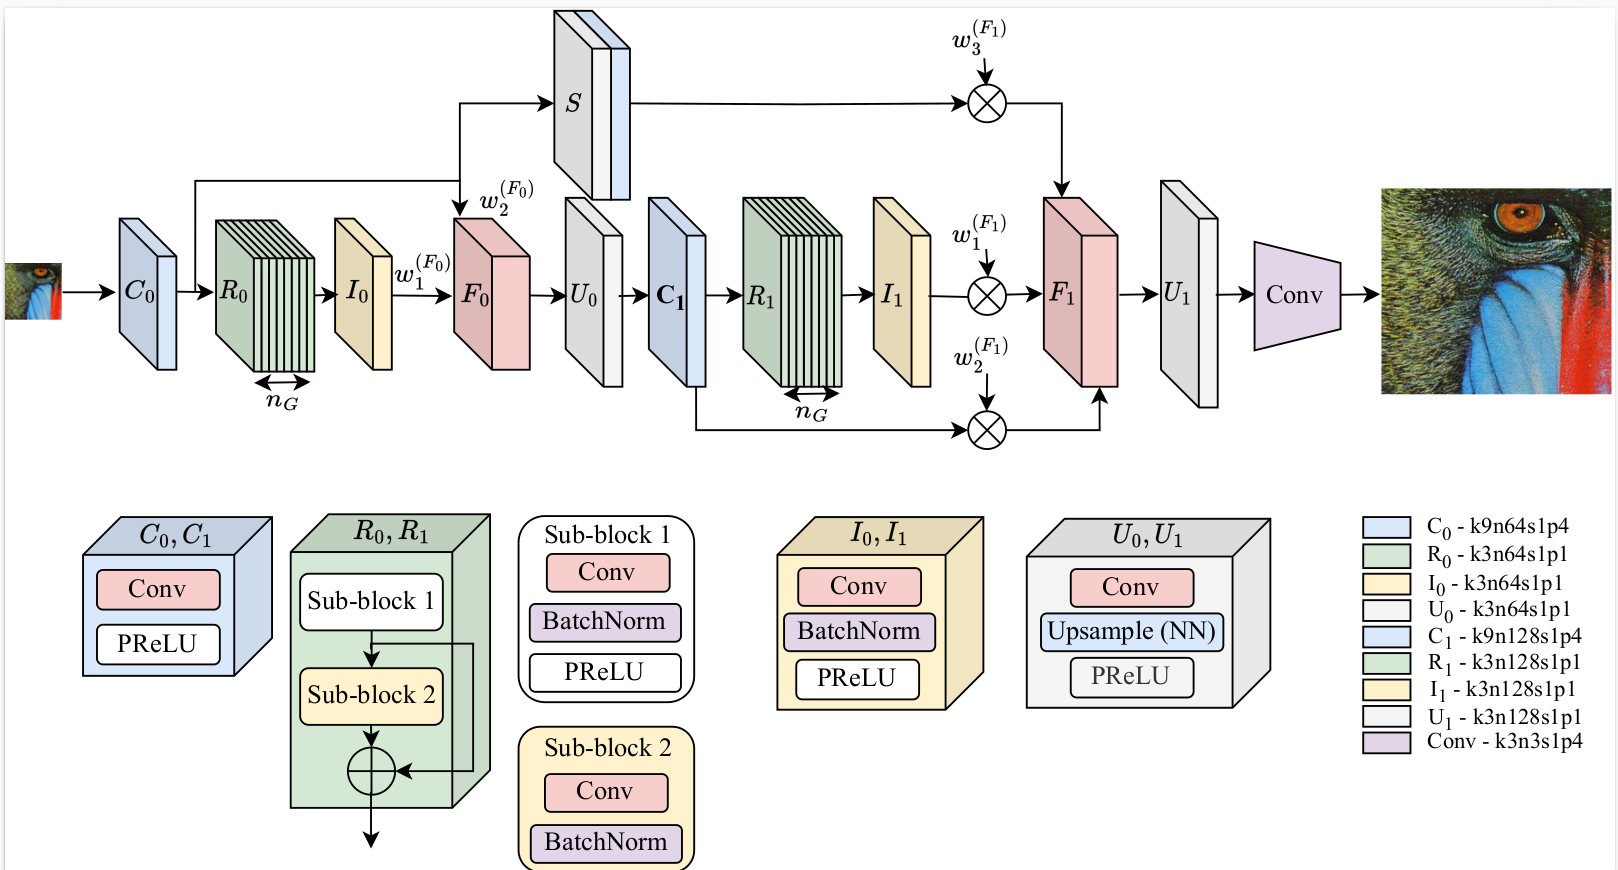 w_3^{(F_1)}
S
w_2^{(F_0)}
w_1^{(F_0)}
w_1^{(F_1)}
C_0
R_0
I_0
F_0
U_0
C_1
R_1
I_1
F_1
U_1
Conv
w_2^{(F_1)}
n_G
n_G
C_0, C_1
Conv
PReLU
R_0, R_1
Sub-block 1
Sub-block 2
Sub-block 1
Conv
BatchNorm
PReLU
Sub-block 2
Conv
BatchNorm
I_0, I_1
Conv
BatchNorm
PReLU
U_0, U_1
Conv
Upsample (NN)
PReLU
C_0 - k9n64s1p4
R_0 - k3n64s1p1
I_0 - k3n64s1p1
U_0 - k3n64s1p1
C_1 - k9n128s1p4
R_1 - k3n128s1p1
I_1 - k3n128s1p1
U_1 - k3n128s1p1
Conv - k3n3s1p4